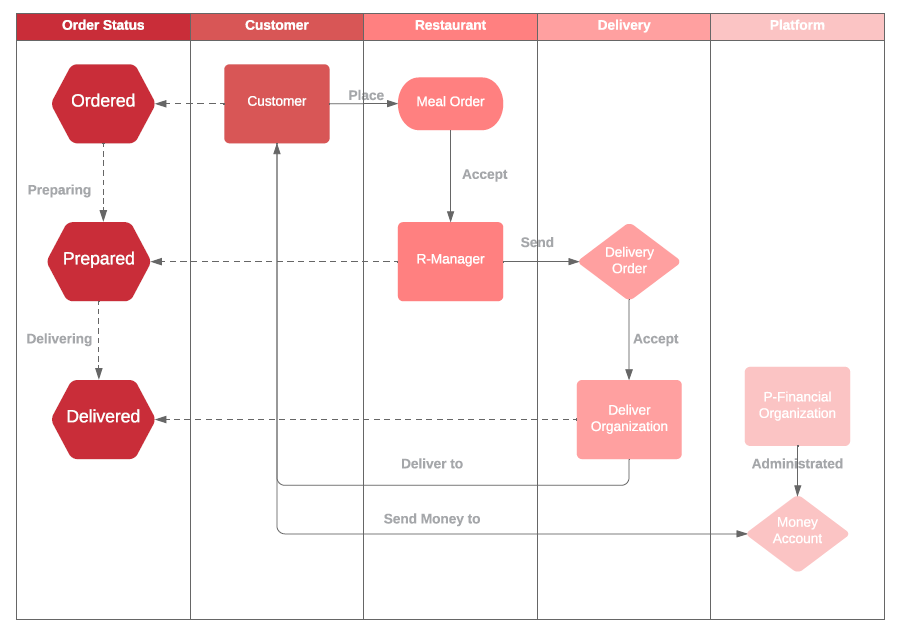 Order Status
Customer
Restaurant
Delivery
Platform
Ordered
Customer
Place
Meal Order
Preparing
Accept
Prepared
R-Manager
Send
Delivery
Order
Delivering
Accept
Delivered
Deliver
Organization
P-Financial
Organization
Deliver to
Administrated
Send Money to
Money
Account